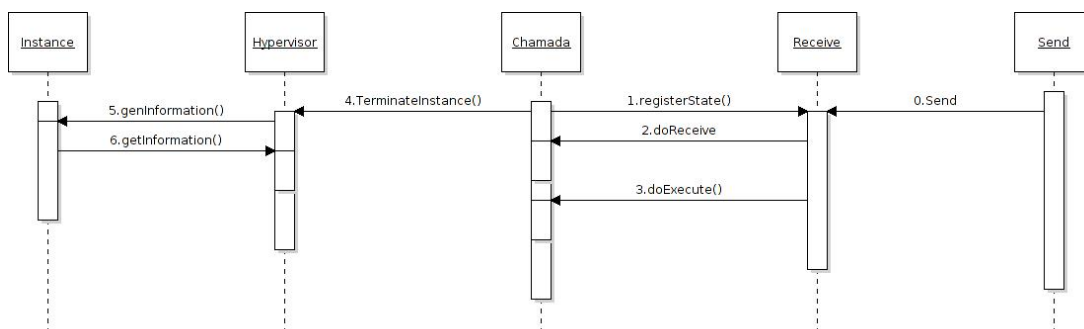 Instance
Hypervisor
Chamada
Receive
Send
4.TerminateInstance()
1.registerState()
0.Send
5.genInformation()
2.doReceive
6.getInformation()
3.doExecute()